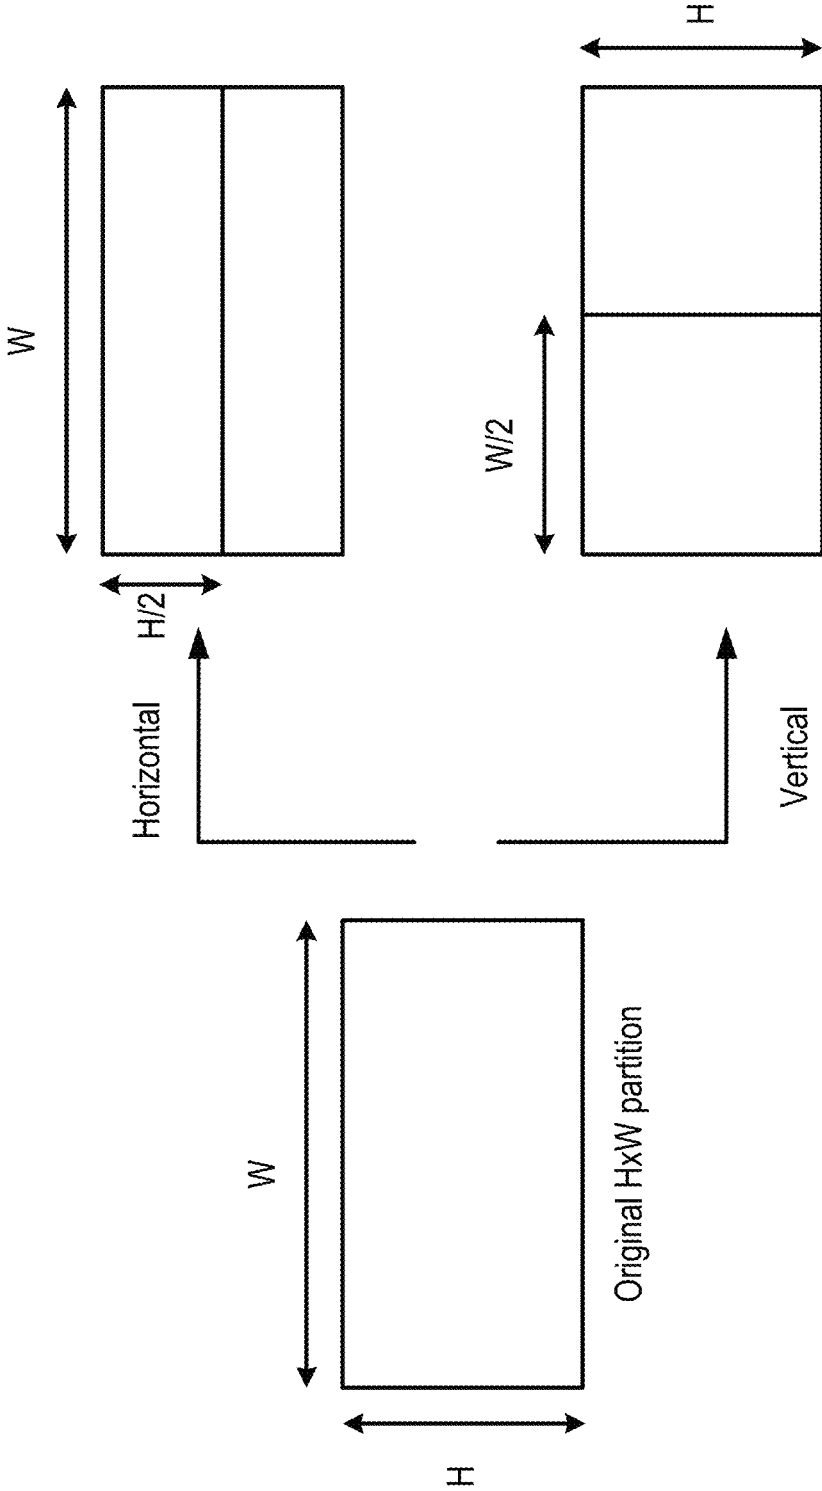 W
H
Original HxW partition
Horizontal
Vertical
W
H/2
W/2
H